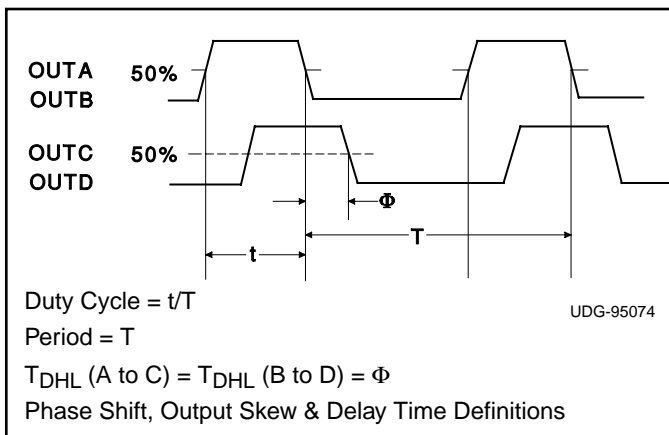 OUTA 50%
OUTB
OUTC 50%
OUTD
Φ
T
t
Duty Cycle = t/T
UDG-95074
Period = T
TDHL (A to C) = TDHL (B to D) = Φ
Phase Shift, Output Skew & Delay Time Definitions